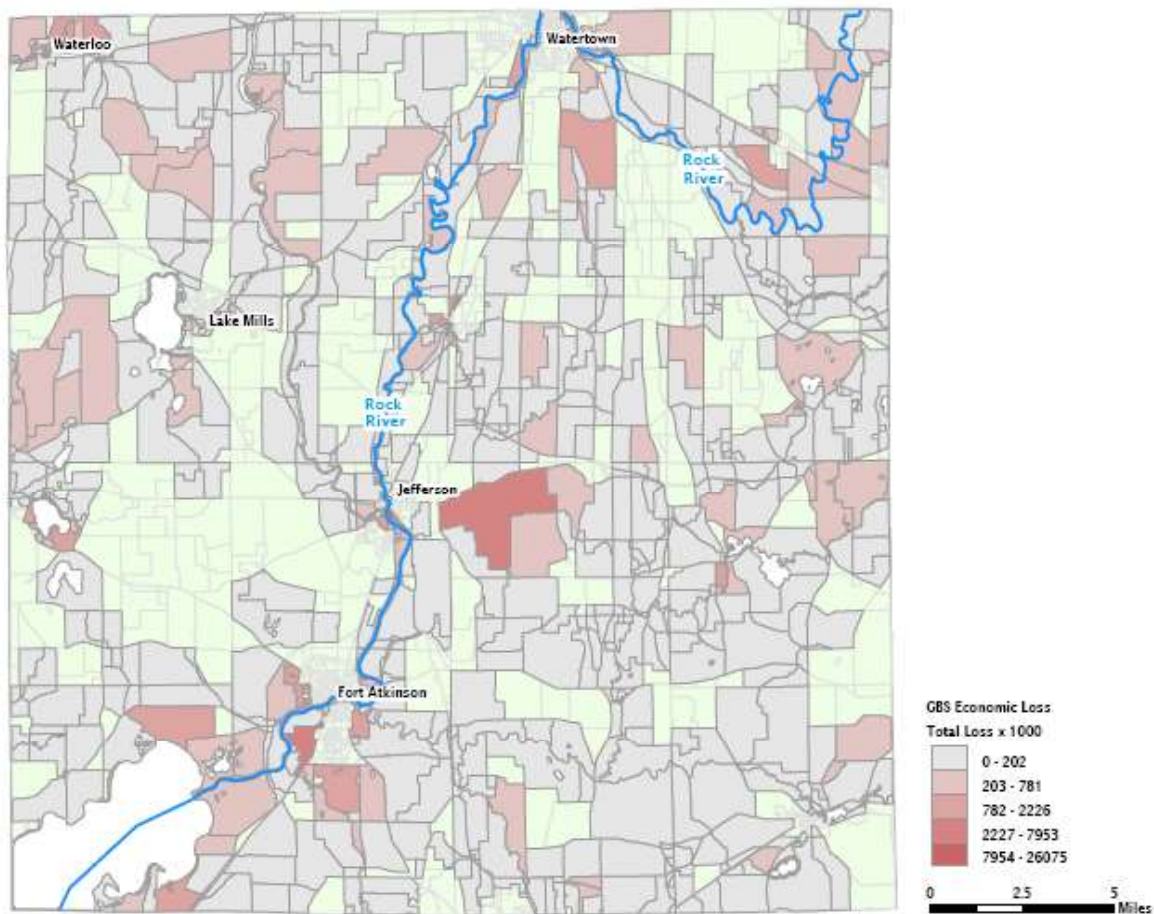 Waterloo
Watertown
Rock
River
Lake Mills
Rock
River
Jefferson
Fort Atkinson
GBS Economic Loss
Total Loss x 1000
0 - 202
203 - 781
782 - 2226
2227 - 7953
7954 - 26075
0 2.5 5
Miles